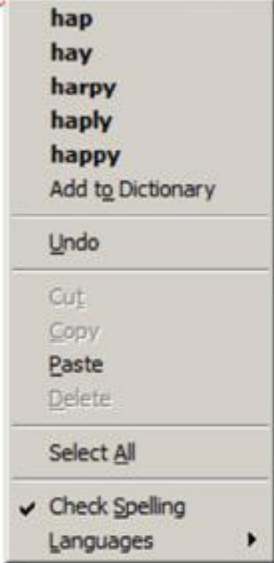 hap
hay
harpy
haply
happy
Add to Dictionary
Undo
Cut
Copy
Paste
Delete
Select All
Check Spelling
Languages